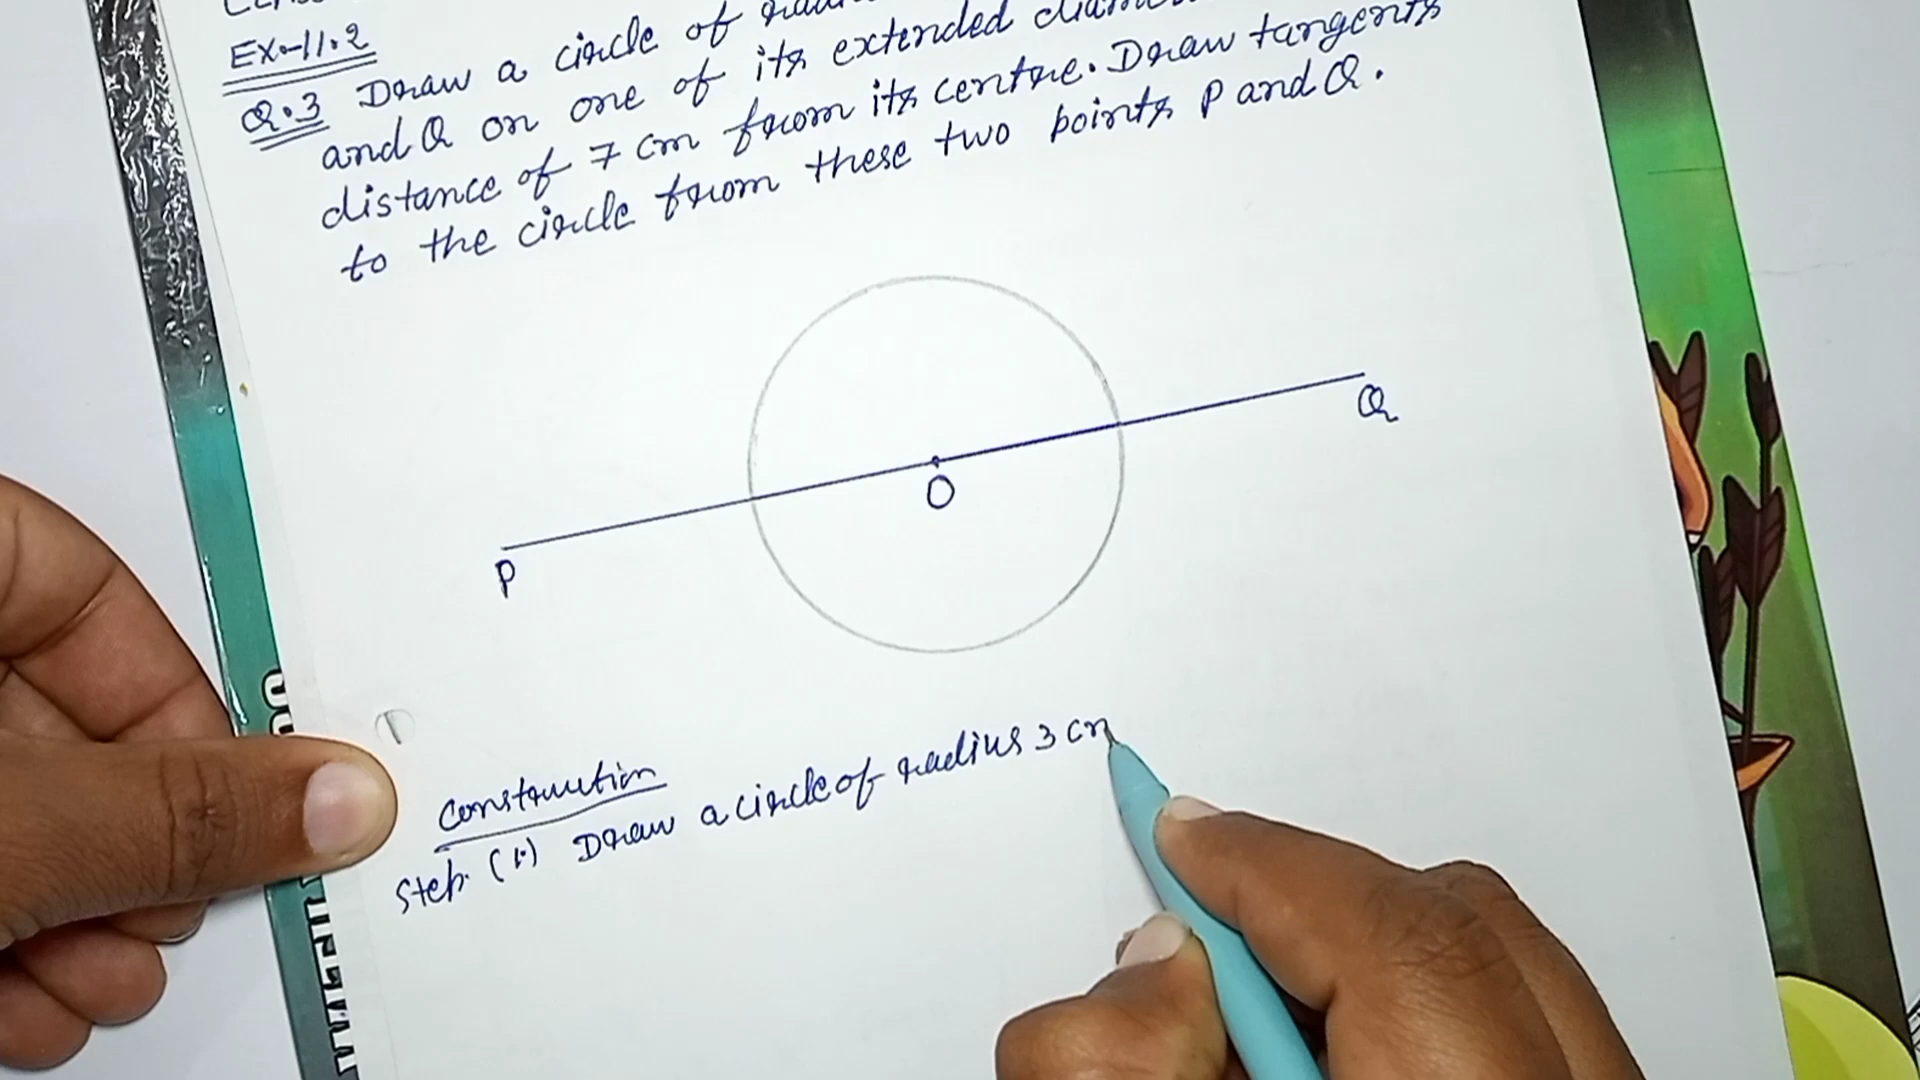 Ex-11.2
Q.3 Draw a circle of
and Q on one of its extended
distance of 7 cm from its centre. Draw tangents
to the circle from these two points P and Q.
Q
O
P
Construction
Step. (1.) Draw a circle of radius 3 cm